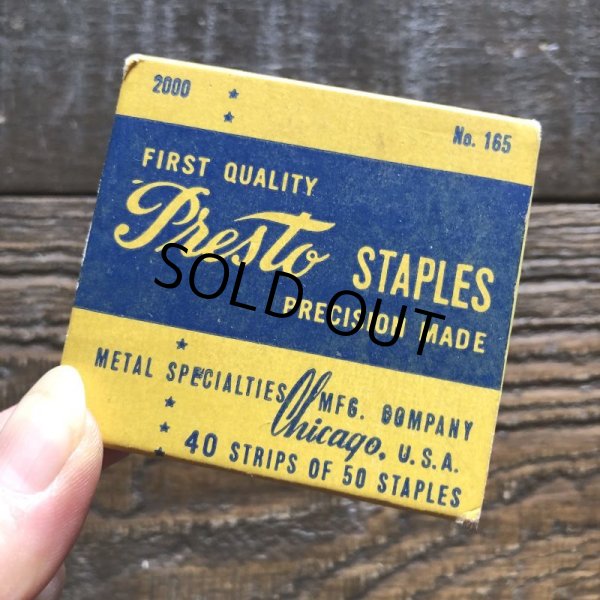 2000 No. 165
FIRST QUALITY
Presto STAPLES
SOLD OUT
PRECISION MADE
METAL SPECIALTIES MFG. COMPANY
Chicago, U.S.A.
40 STRIPS OF 50 STAPLES